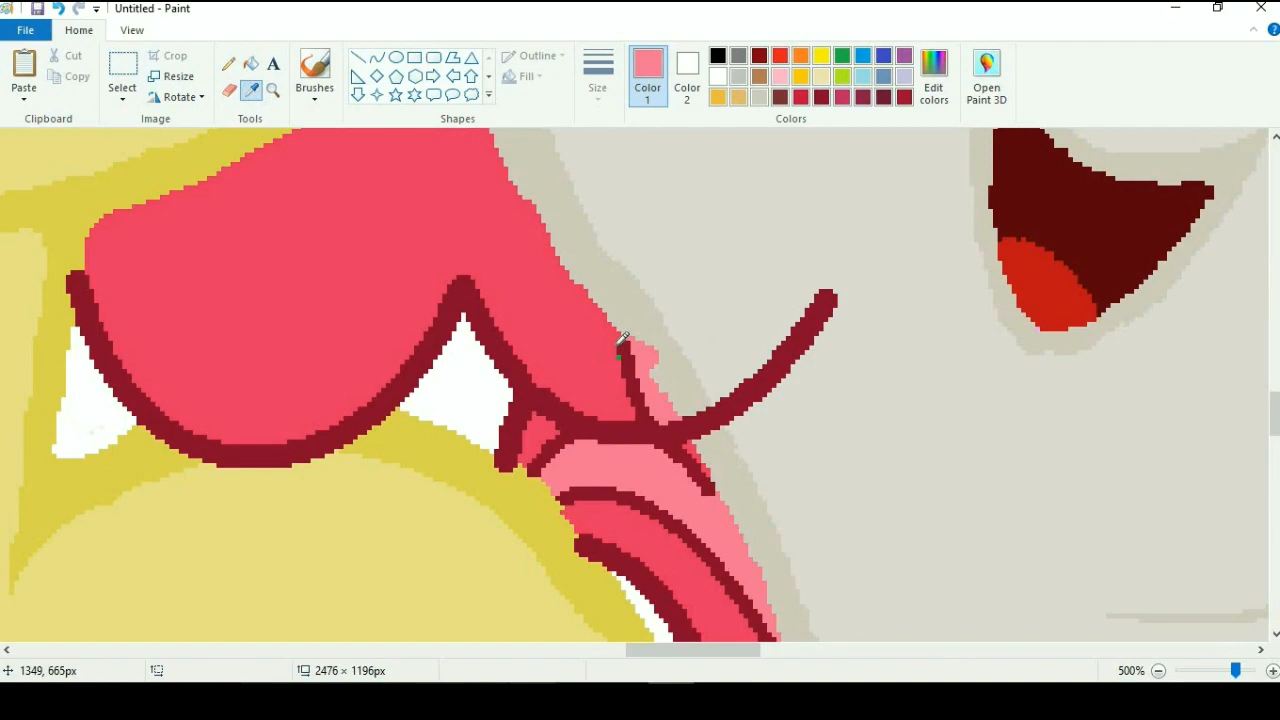 Untitled - Paint
File
Home
View
Paste
Cut
Copy
Clipboard
Select
Crop
Resize
Rotate
Image
Tools
Brushes
Outline
Fill
Shapes
Size
Color
1
Color
2
Edit
colors
Colors
Open
Paint 3D
1349, 665px
2476 × 1196px
500%